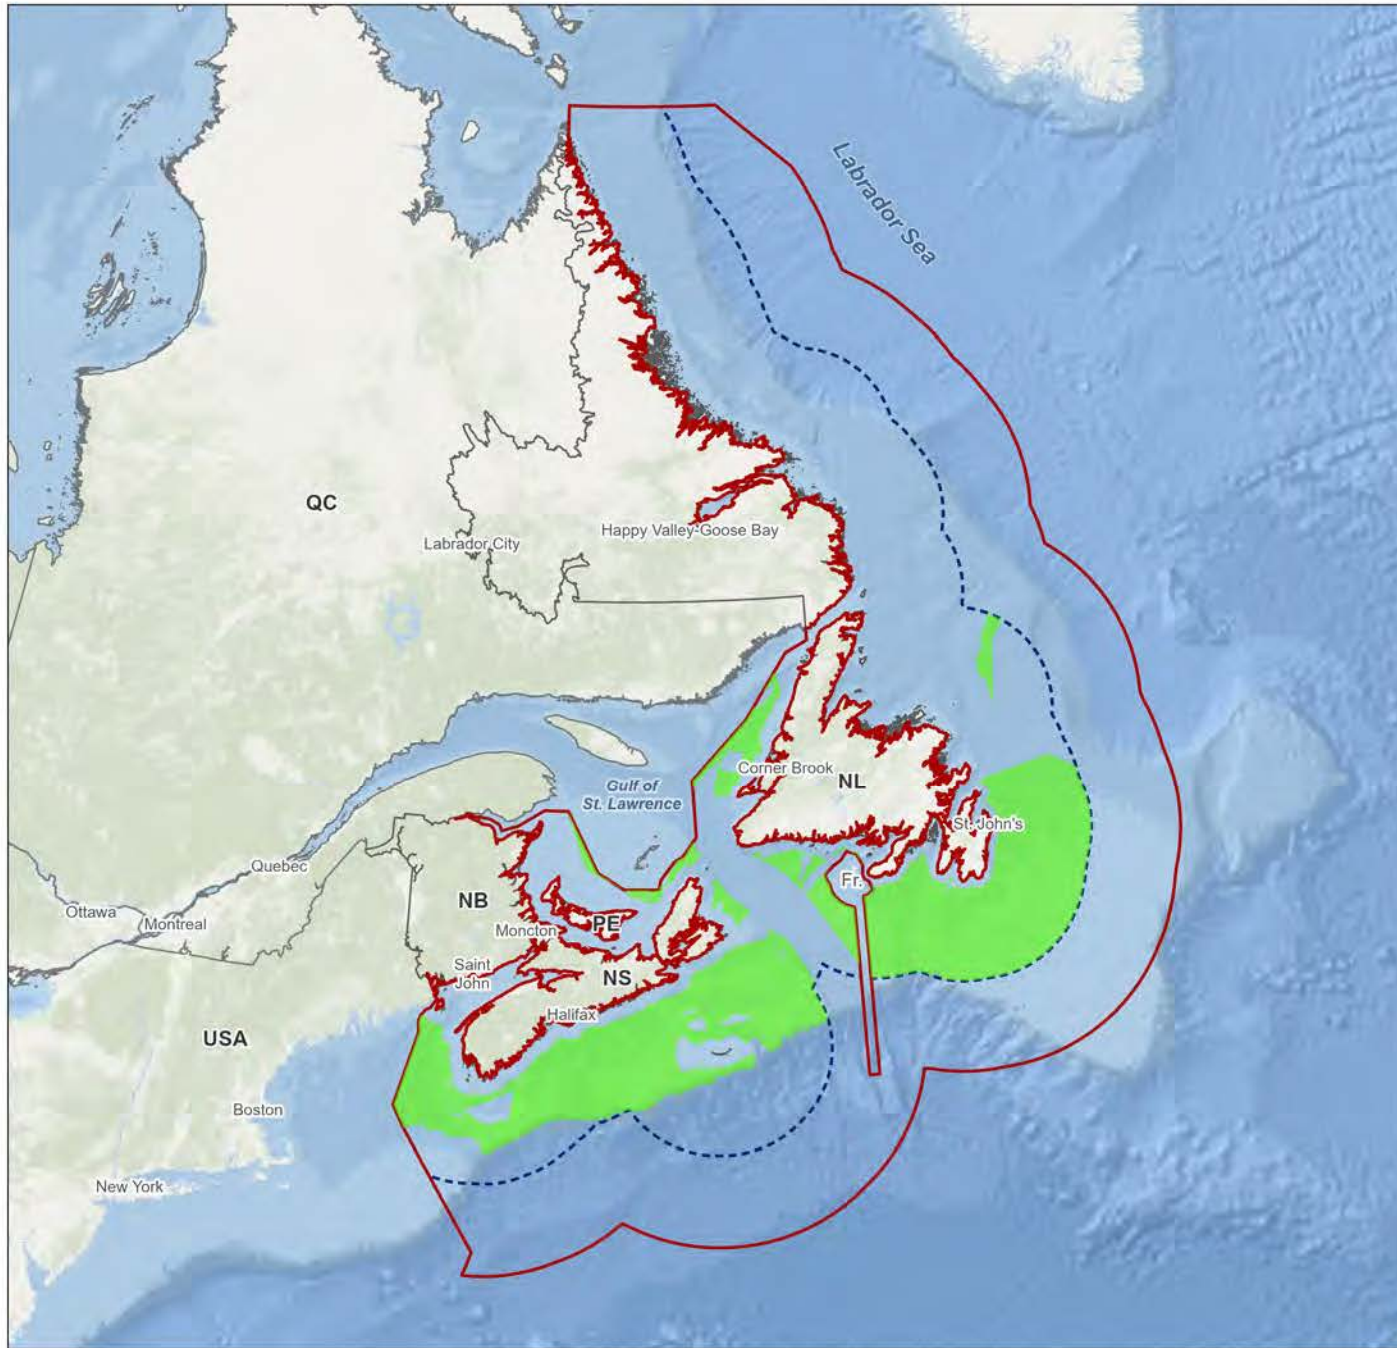 Labrador Sea
QC
Happy Valley-Goose Bay
Labrador City
Corner Brook
NL
Gulf of
St. Lawrence
St. John's
Quebec
Fr.
NB
Ottawa
PE
Montreal
Moncton
Saint
John
NS
Halifax
USA
Boston
New York